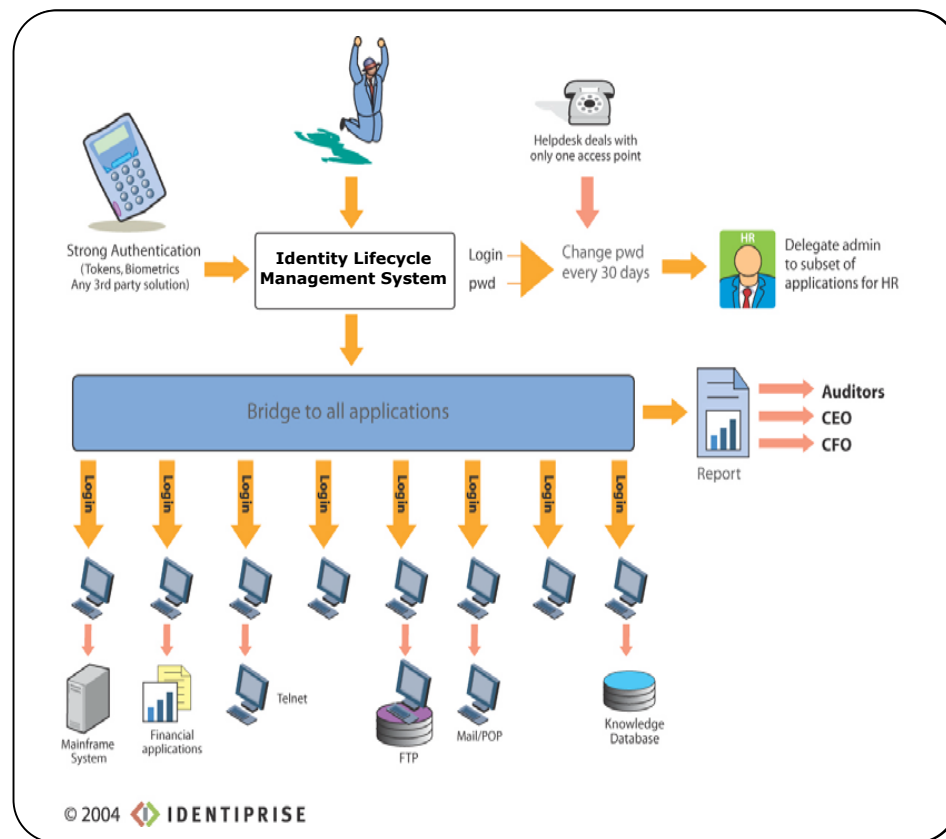 Helpdesk deals with
only one access point
Strong Authentication
(Tokens, Biometrics
Any 3rd party solution)
Identity Lifecycle
Management System
Login
pwd
Change pwd
every 30 days
HR
Delegate admin
to subset of
applications for HR
Bridge to all applications
Report
Auditors
CEO
CFO
Login
Login
Login
Login
Login
Login
Login
Login
Mainframe
System
Financial
applications
Telnet
FTP
Mail/POP
Knowledge
Database
© 2004 IDENTIPRISE